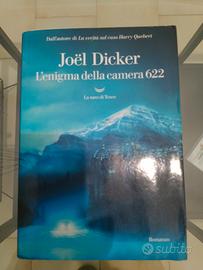 Dall'autore di La verità sul caso Harry Quebert
Joël Dicker
L'enigma della camera 622
La nave di Teseo
Romanzo
subito